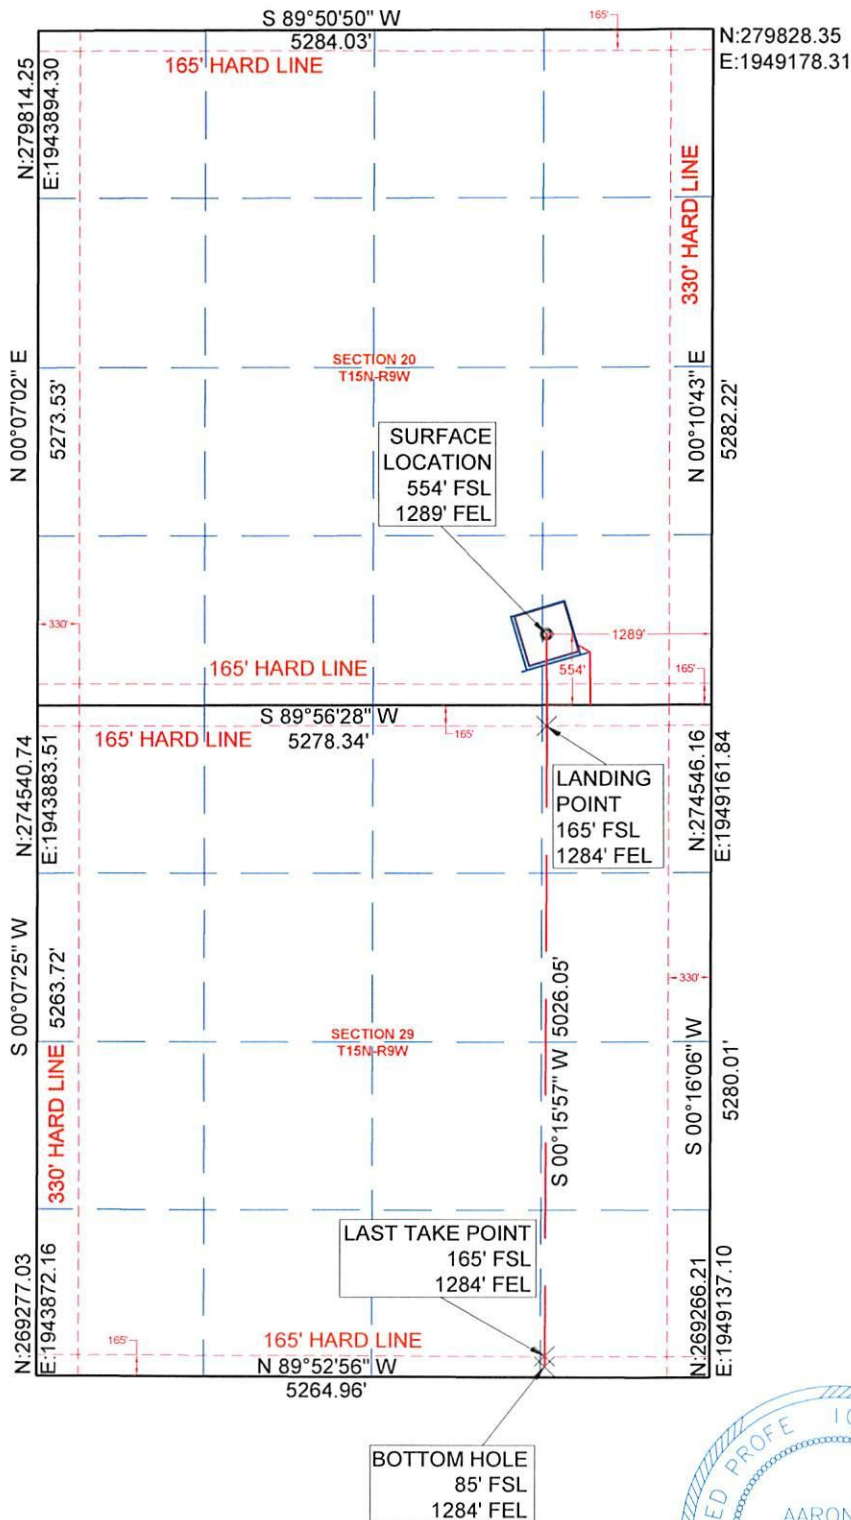 S 89°50'50" W
5284.03'
165'
N:279828.35
E:1949178.31
165' HARD LINE
N:279814.25
E:1943894.30
330' HARD LINE
SECTION 20
T15N-R9W
N 00°07'02" E
5273.53'
N 00°10'43" E
5282.22'
SURFACE
LOCATION
554' FSL
1289' FEL
330'
1289'
554'
165' HARD LINE
165'
S 89°56'28" W
5278.34'
165'
165' HARD LINE
N:274540.74
E:1943883.51
LANDING
POINT
165' FSL
1284' FEL
N:274546.16
E:1949161.84
S 00°07'25" W
5263.72'
330' HARD LINE
SECTION 29
T15N-R9W
S 00°15'57" W 5026.05'
330'
S 00°16'06" W
5280.01'
LAST TAKE POINT
165' FSL
1284' FEL
N:269277.03
E:1943872.16
165'
165' HARD LINE
N 89°52'56" W
5264.96'
N:269266.21
E:1949137.10
BOTTOM HOLE
85' FSL
1284' FEL
ED PROFE
AARON